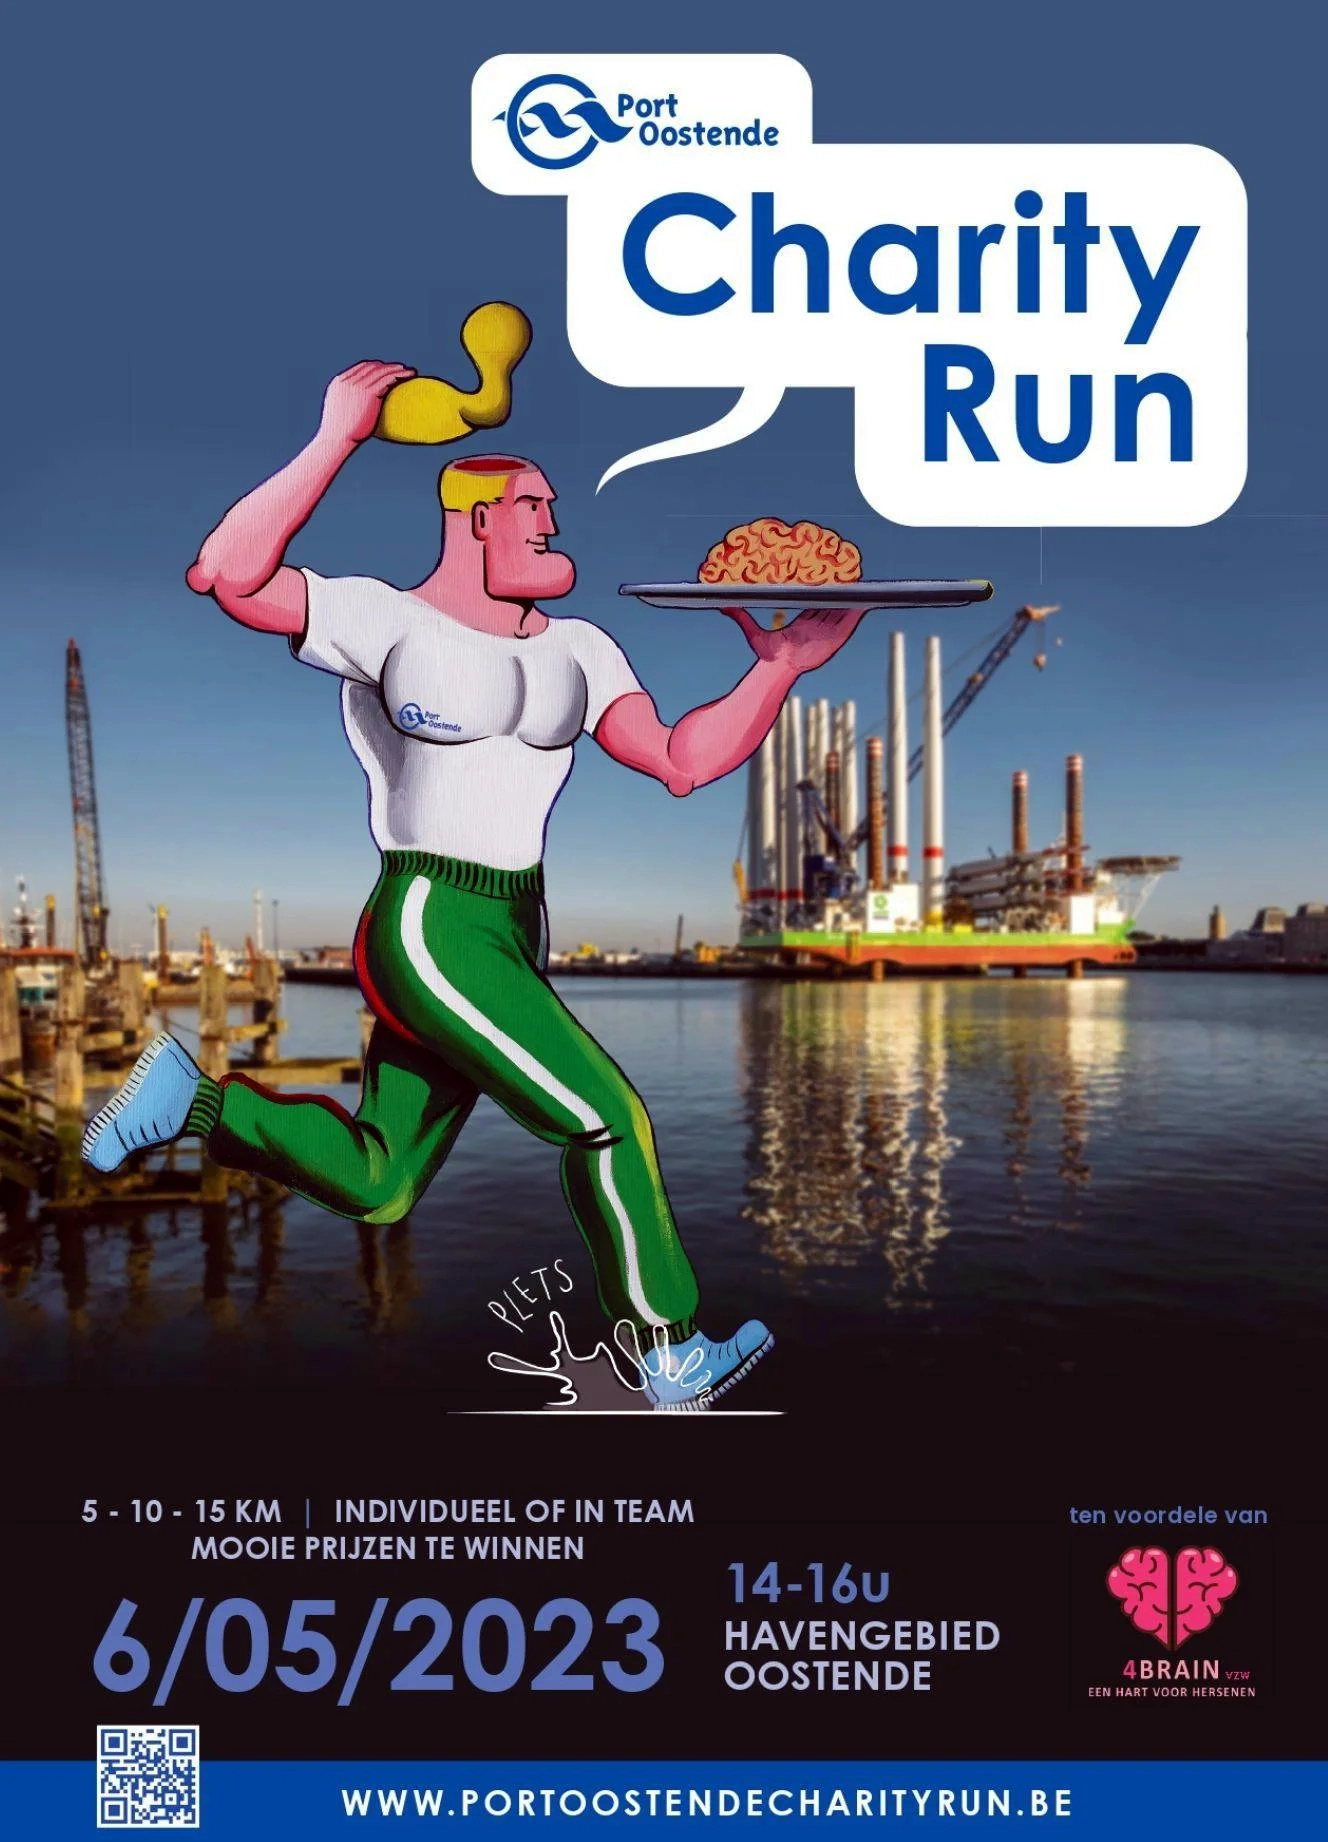 Port
Oostende
Charity
Run
Port
Oostende
PLETS
5 - 10 - 15 KM | INDIVIDUEEL OF IN TEAM
MOOIE PRIJZEN TE WINNEN
6/05/2023
14-16U
HAVENGEBIED
OOSTENDE
ten voordele van
4BRAIN VZW
EEN HART VOOR HERSENEN
WWW.PORTOOSTENDECHARITYRUN.BE